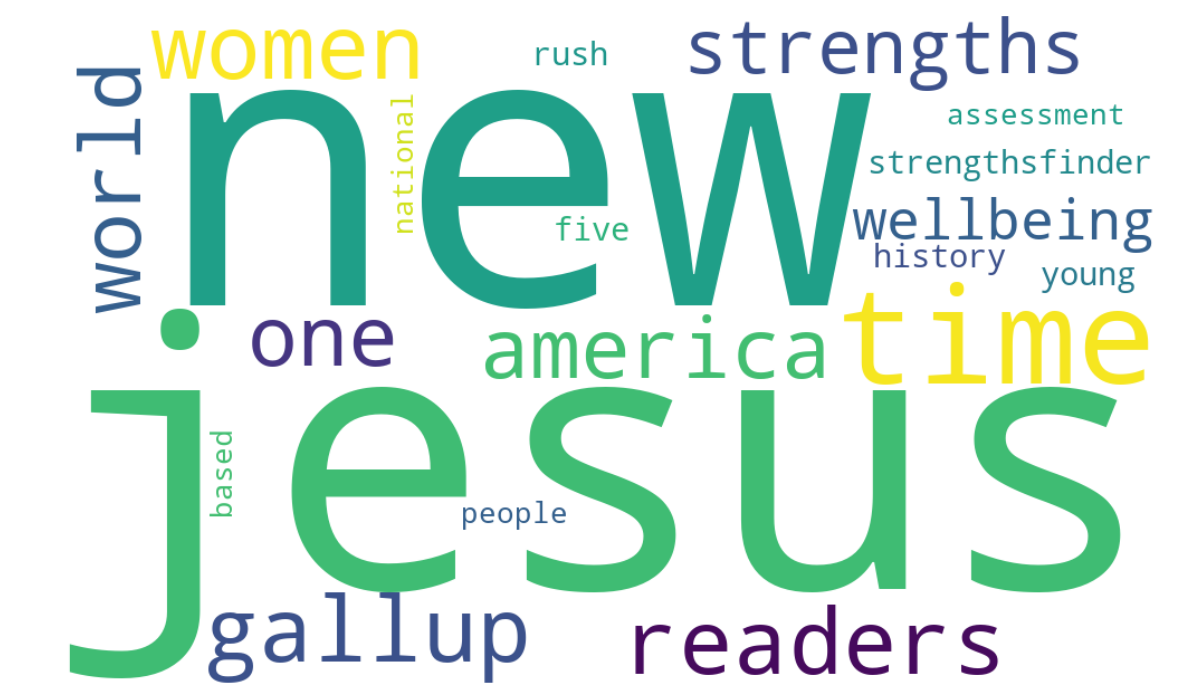 women
rush
strengths
world
new
national
assessment
strengthsfinder
five
wellbeing
history
young
one
america
time
jesus
based
people
gallup
readers